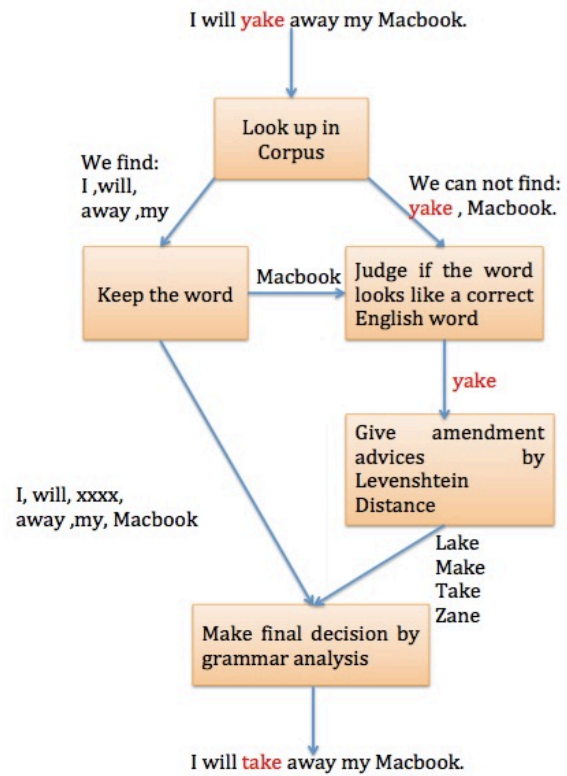 I will yake away my Macbook.
Look up in
Corpus
We find:
I ,will,
away ,my
We can not find:
yake , Macbook.
Keep the word
Macbook
Judge if the word
looks like a correct
English word
yake
Give amendment
advices by
Levenshtein
Distance
I, will, xxxx,
away ,my, Macbook
Lake
Make
Take
Zane
Make final decision by
grammar analysis
I will take away my Macbook.